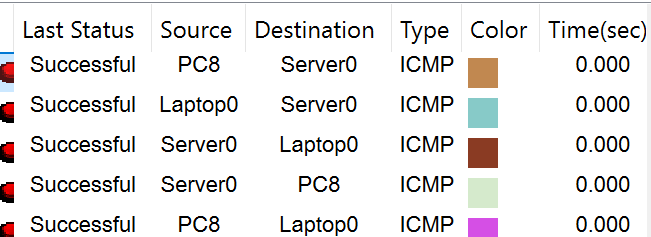 Last Status Source Destination Type Color Time(sec)
Successful PC8 Server0 ICMP 0.000
Successful Laptop0 Server0 ICMP 0.000
Successful Server0 Laptop0 ICMP 0.000
Successful Server0 PC8 ICMP 0.000
Successful PC8 Laptop0 ICMP 0.000